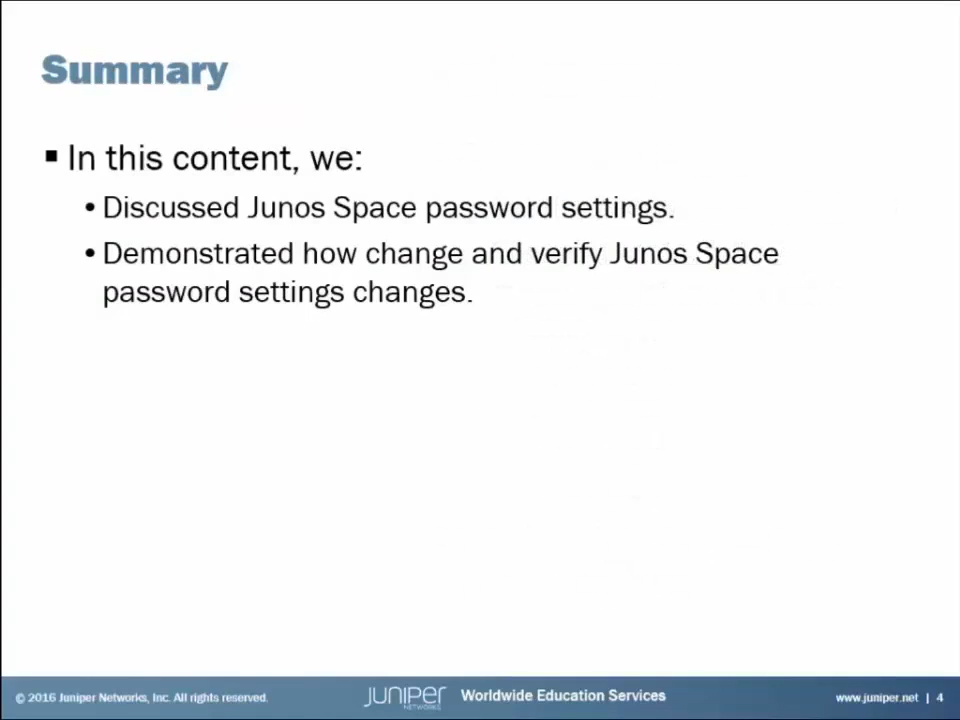 Summary
▪ In this content, we:
• Discussed Junos Space password settings.
• Demonstrated how change and verify Junos Space
password settings changes.
© 2016 Juniper Networks, Inc. All rights reserved.
JUNIPER
NETWORKS
Worldwide Education Services
www.juniper.net | 4